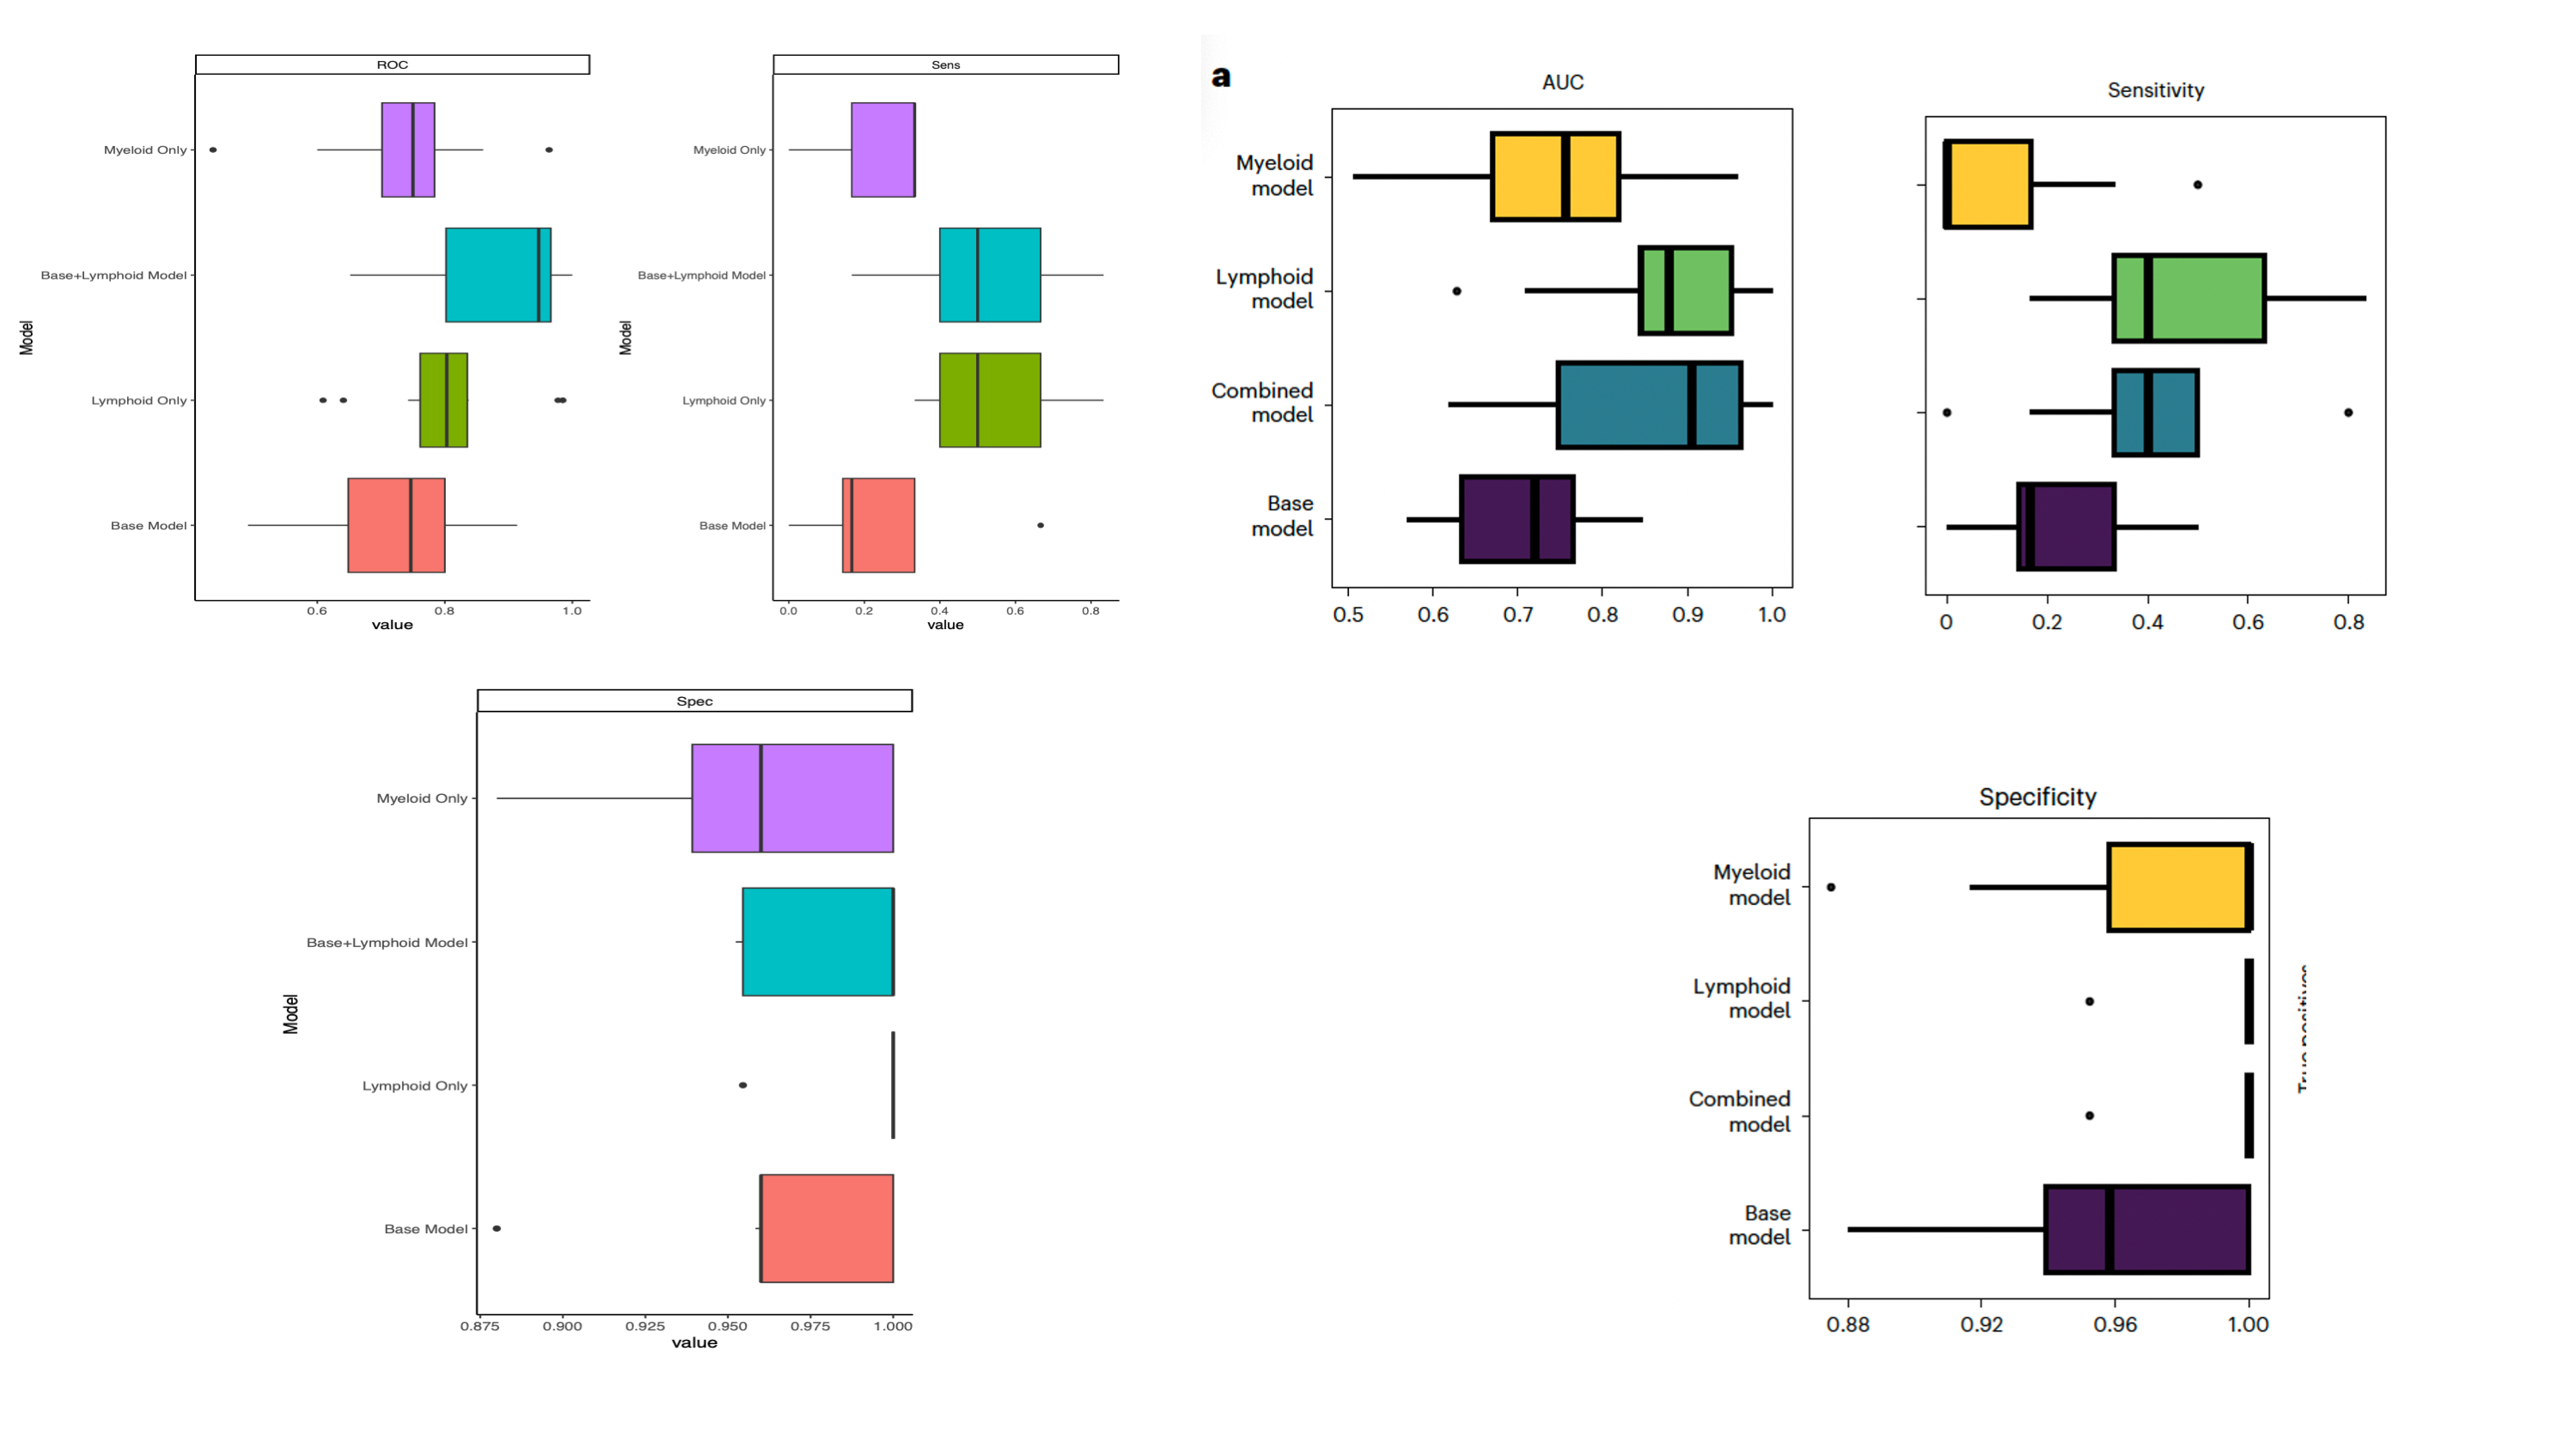 ROC
Myeloid Only
Base+Lymphoid Model
Lymphoid Only
Base Model
Model
0.6 0.8 1.0
value
Sens
Myeloid Only
Base+Lymphoid Model
Lymphoid Only
Base Model
Model
0.0 0.2 0.4 0.6 0.8
value
a
AUC
Myeloid
model
Lymphoid
model
Combined
model
Base
model
0.5 0.6 0.7 0.8 0.9 1.0
Sensitivity
0 0.2 0.4 0.6 0.8
Spec
Myeloid Only
Base+Lymphoid Model
Lymphoid Only
Base Model
Model
0.875 0.900 0.925 0.950 0.975 1.000
value
Specificity
Myeloid
model
Lymphoid
model
Combined
model
Base
model
0.88 0.92 0.96 1.00